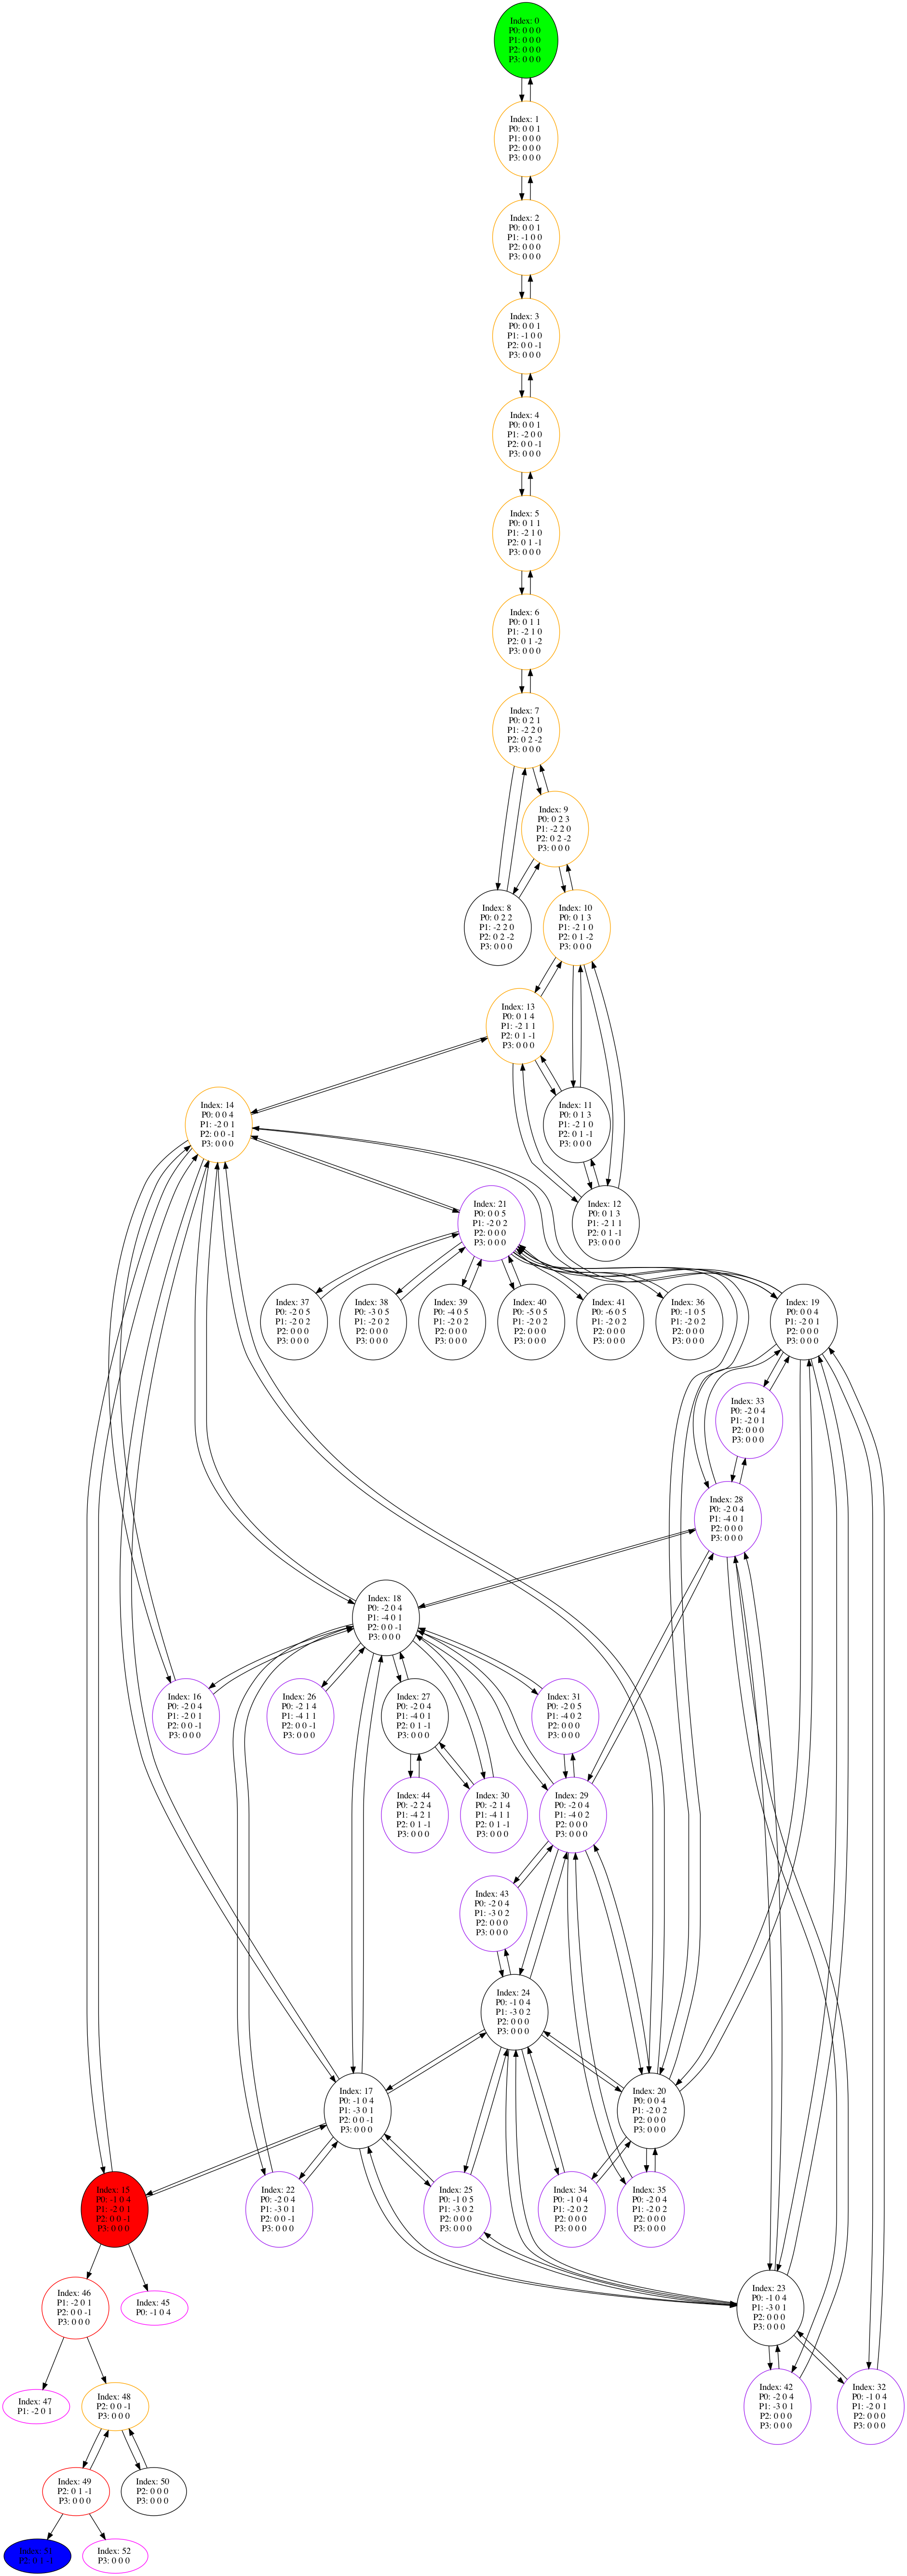 Index: 0
P0: 0 0 0
P1: 0 0 0
P2: 0 0 0
P3: 0 0 0
Index: 1
P0: 0 0 1
P1: 0 0 0
P2: 0 0 0
P3: 0 0 0
Index: 2
P0: 0 0 1
P1: -1 0 0
P2: 0 0 0
P3: 0 0 0
Index: 3
P0: 0 0 1
P1: -1 0 0
P2: 0 0 -1
P3: 0 0 0
Index: 4
P0: 0 0 1
P1: -2 0 0
P2: 0 0 -1
P3: 0 0 0
Index: 5
P0: 0 1 1
P1: -2 1 0
P2: 0 1 -1
P3: 0 0 0
Index: 6
P0: 0 1 1
P1: -2 1 0
P2: 0 1 -2
P3: 0 0 0
Index: 7
P0: 0 2 1
P1: -2 2 0
P2: 0 2 -2
P3: 0 0 0
Index: 9
P0: 0 2 3
P1: -2 2 0
P2: 0 2 -2
P3: 0 0 0
Index: 8
P0: 0 2 2
P1: -2 2 0
P2: 0 2 -2
P3: 0 0 0
Index: 10
P0: 0 1 3
P1: -2 1 0
P2: 0 1 -2
P3: 0 0 0
Index: 13
P0: 0 1 4
P1: -2 1 1
P2: 0 1 -1
P3: 0 0 0
Index: 14
P0: 0 0 4
P1: -2 0 1
P2: 0 0 -1
P3: 0 0 0
Index: 11
P0: 0 1 3
P1: -2 1 0
P2: 0 1 -1
P3: 0 0 0
Index: 21
P0: 0 0 5
P1: -2 0 2
P2: 0 0 0
P3: 0 0 0
Index: 12
P0: 0 1 3
P1: -2 1 1
P2: 0 1 -1
P3: 0 0 0
Index: 37
P0: -2 0 5
P1: -2 0 2
P2: 0 0 0
P3: 0 0 0
Index: 38
P0: -3 0 5
P1: -2 0 2
P2: 0 0 0
P3: 0 0 0
Index: 39
P0: -4 0 5
P1: -2 0 2
P2: 0 0 0
P3: 0 0 0
Index: 40
P0: -5 0 5
P1: -2 0 2
P2: 0 0 0
P3: 0 0 0
Index: 41
P0: -6 0 5
P1: -2 0 2
P2: 0 0 0
P3: 0 0 0
Index: 36
P0: -1 0 5
P1: -2 0 2
P2: 0 0 0
P3: 0 0 0
Index: 19
P0: 0 0 4
P1: -2 0 1
P2: 0 0 0
P3: 0 0 0
Index: 33
P0: -2 0 4
P1: -2 0 1
P2: 0 0 0
P3: 0 0 0
Index: 28
P0: -2 0 4
P1: -4 0 1
P2: 0 0 0
P3: 0 0 0
Index: 18
P0: -2 0 4
P1: -4 0 1
P2: 0 0 -1
P3: 0 0 0
Index: 16
P0: -2 0 4
P1: -2 0 1
P2: 0 0 -1
P3: 0 0 0
Index: 26
P0: -2 1 4
P1: -4 1 1
P2: 0 0 -1
P3: 0 0 0
Index: 27
P0: -2 0 4
P1: -4 0 1
P2: 0 1 -1
P3: 0 0 0
Index: 31
P0: -2 0 5
P1: -4 0 2
P2: 0 0 0
P3: 0 0 0
Index: 44
P0: -2 2 4
P1: -4 2 1
P2: 0 1 -1
P3: 0 0 0
Index: 30
P0: -2 1 4
P1: -4 1 1
P2: 0 1 -1
P3: 0 0 0
Index: 29
P0: -2 0 4
P1: -4 0 2
P2: 0 0 0
P3: 0 0 0
Index: 43
P0: -2 0 4
P1: -3 0 2
P2: 0 0 0
P3: 0 0 0
Index: 24
P0: -1 0 4
P1: -3 0 2
P2: 0 0 0
P3: 0 0 0
Index: 17
P0: -1 0 4
P1: -3 0 1
P2: 0 0 -1
P3: 0 0 0
Index: 20
P0: 0 0 4
P1: -2 0 2
P2: 0 0 0
P3: 0 0 0
Index: 15
P0: -1 0 4
P1: -2 0 1
P2: 0 0 -1
P3: 0 0 0
Index: 22
P0: -2 0 4
P1: -3 0 1
P2: 0 0 -1
P3: 0 0 0
Index: 25
P0: -1 0 5
P1: -3 0 2
P2: 0 0 0
P3: 0 0 0
Index: 34
P0: -1 0 4
P1: -2 0 2
P2: 0 0 0
P3: 0 0 0
Index: 35
P0: -2 0 4
P1: -2 0 2
P2: 0 0 0
P3: 0 0 0
Index: 46
P1: -2 0 1
P2: 0 0 -1
P3: 0 0 0
Index: 45
P0: -1 0 4
Index: 23
P0: -1 0 4
P1: -3 0 1
P2: 0 0 0
P3: 0 0 0
Index: 47
P1: -2 0 1
Index: 48
P2: 0 0 -1
P3: 0 0 0
Index: 42
P0: -2 0 4
P1: -3 0 1
P2: 0 0 0
P3: 0 0 0
Index: 32
P0: -1 0 4
P1: -2 0 1
P2: 0 0 0
P3: 0 0 0
Index: 49
P2: 0 1 -1
P3: 0 0 0
Index: 50
P2: 0 0 0
P3: 0 0 0
Index: 51
P2: 0 1 -1
Index: 52
P3: 0 0 0